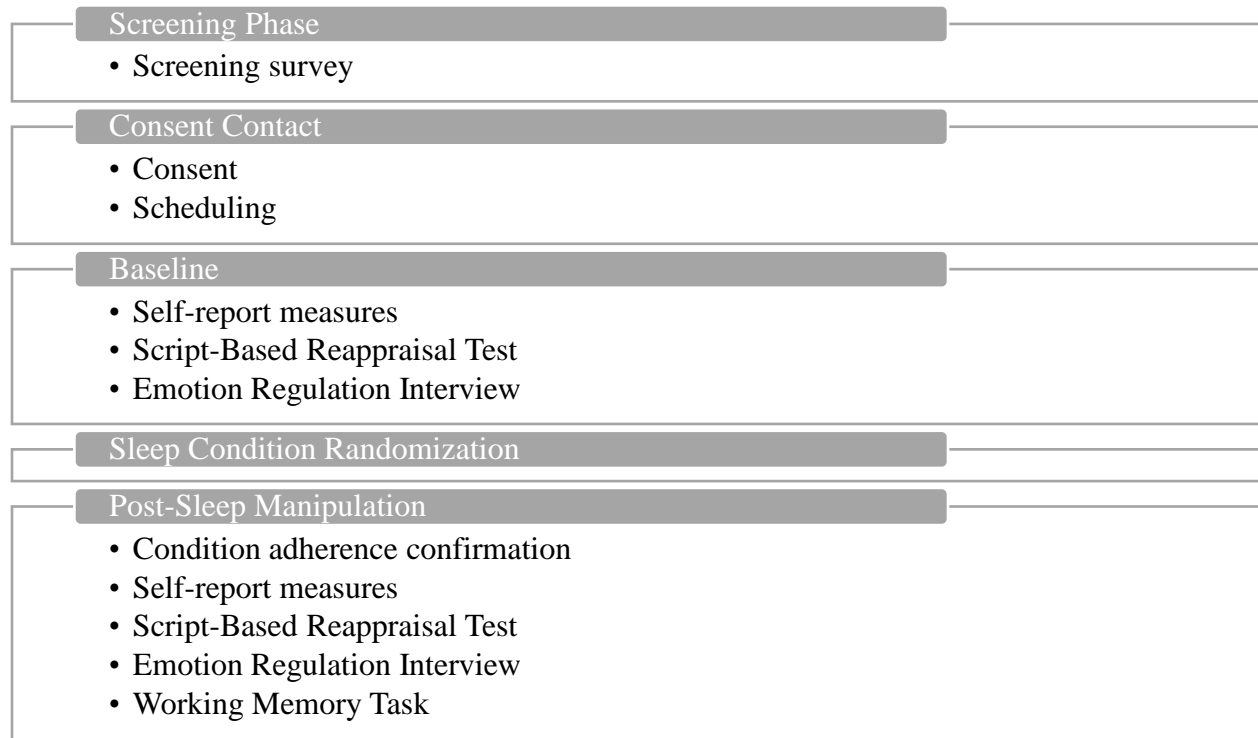 Screening Phase
• Screening survey
Consent Contact
• Consent
• Scheduling
Baseline
• Self-report measures
• Script-Based Reappraisal Test
• Emotion Regulation Interview
Sleep Condition Randomization
Post-Sleep Manipulation
• Condition adherence confirmation
• Self-report measures
• Script-Based Reappraisal Test
• Emotion Regulation Interview
• Working Memory Task